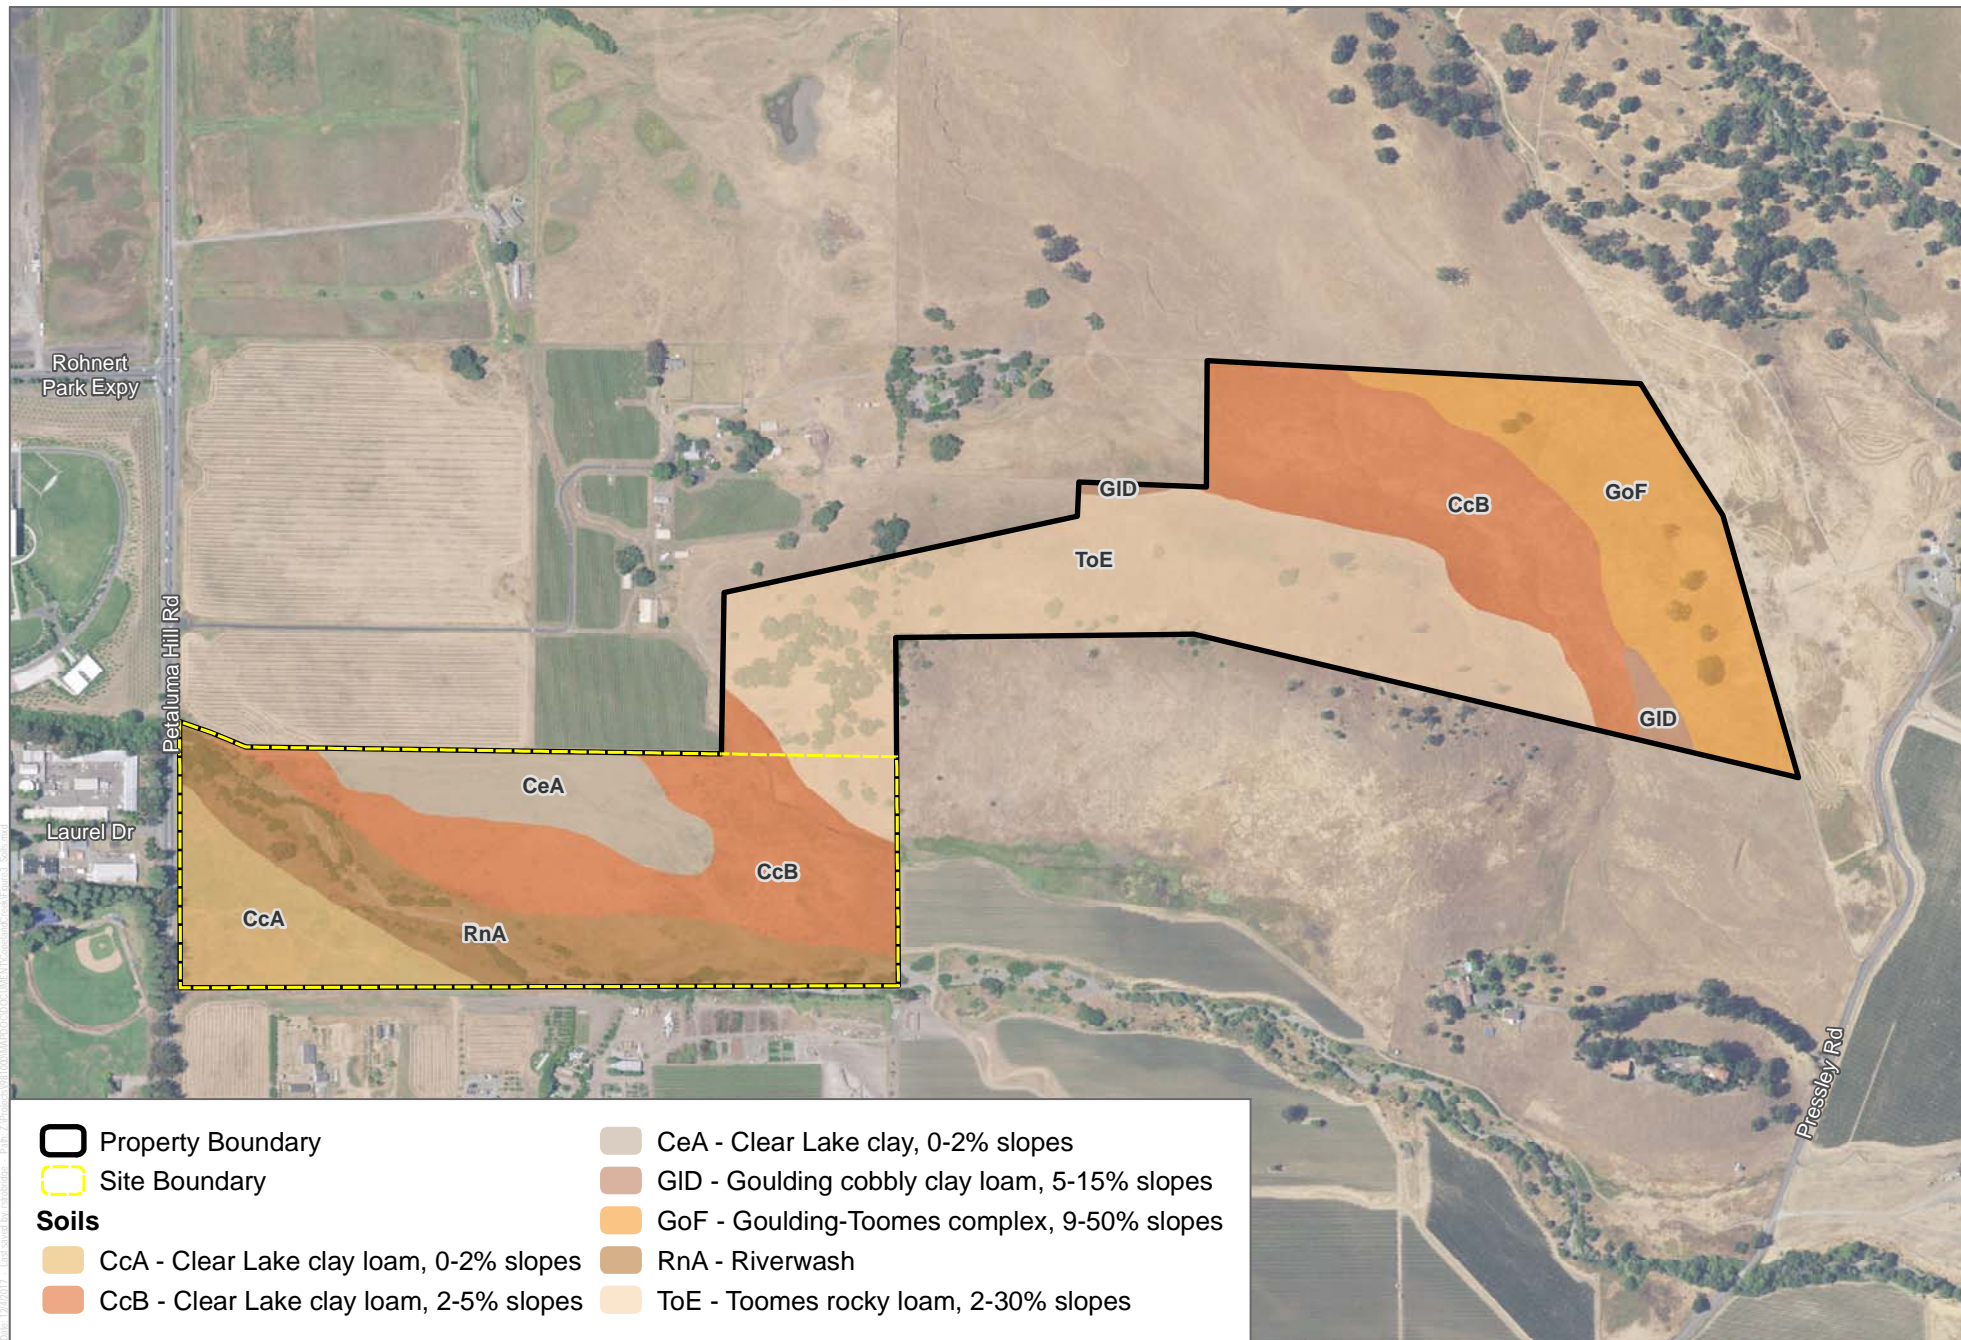 Rohnert
Park Expy
Petaluma Hill Rd
Laurel Dr
GlD
CcB
GoF
ToE
GlD
CeA
CcB
CcA
RnA
Pressley Rd
Property Boundary
Site Boundary
Soils
CcA - Clear Lake clay loam, 0-2% slopes
CcB - Clear Lake clay loam, 2-5% slopes
CeA - Clear Lake clay, 0-2% slopes
GlD - Goulding cobbly clay loam, 5-15% slopes
GoF - Goulding-Toomes complex, 9-50% slopes
RnA - Riverwash
ToE - Toomes rocky loam, 2-30% slopes